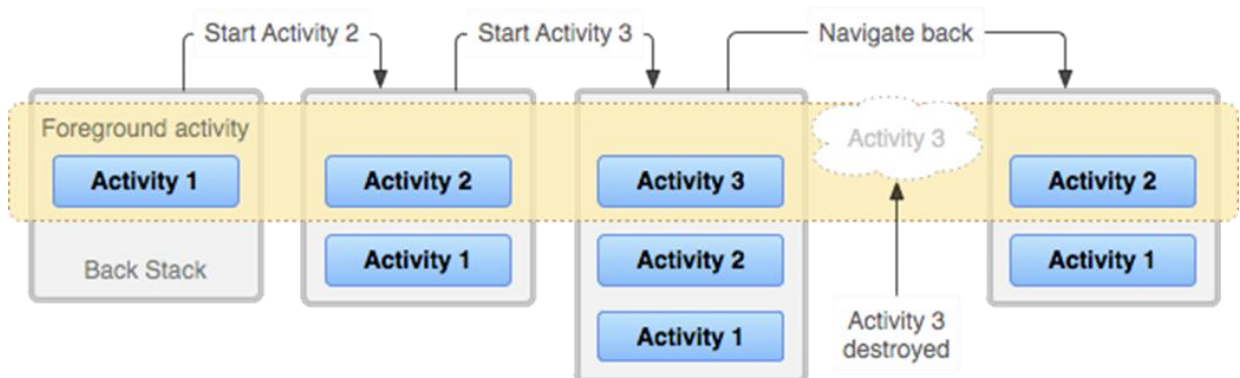 Start Activity 2
Start Activity 3
Navigate back
Foreground activity
Activity 1
Back Stack
Activity 2
Activity 1
Activity 3
Activity 2
Activity 1
Activity 3
Activity 3
destroyed
Activity 2
Activity 1